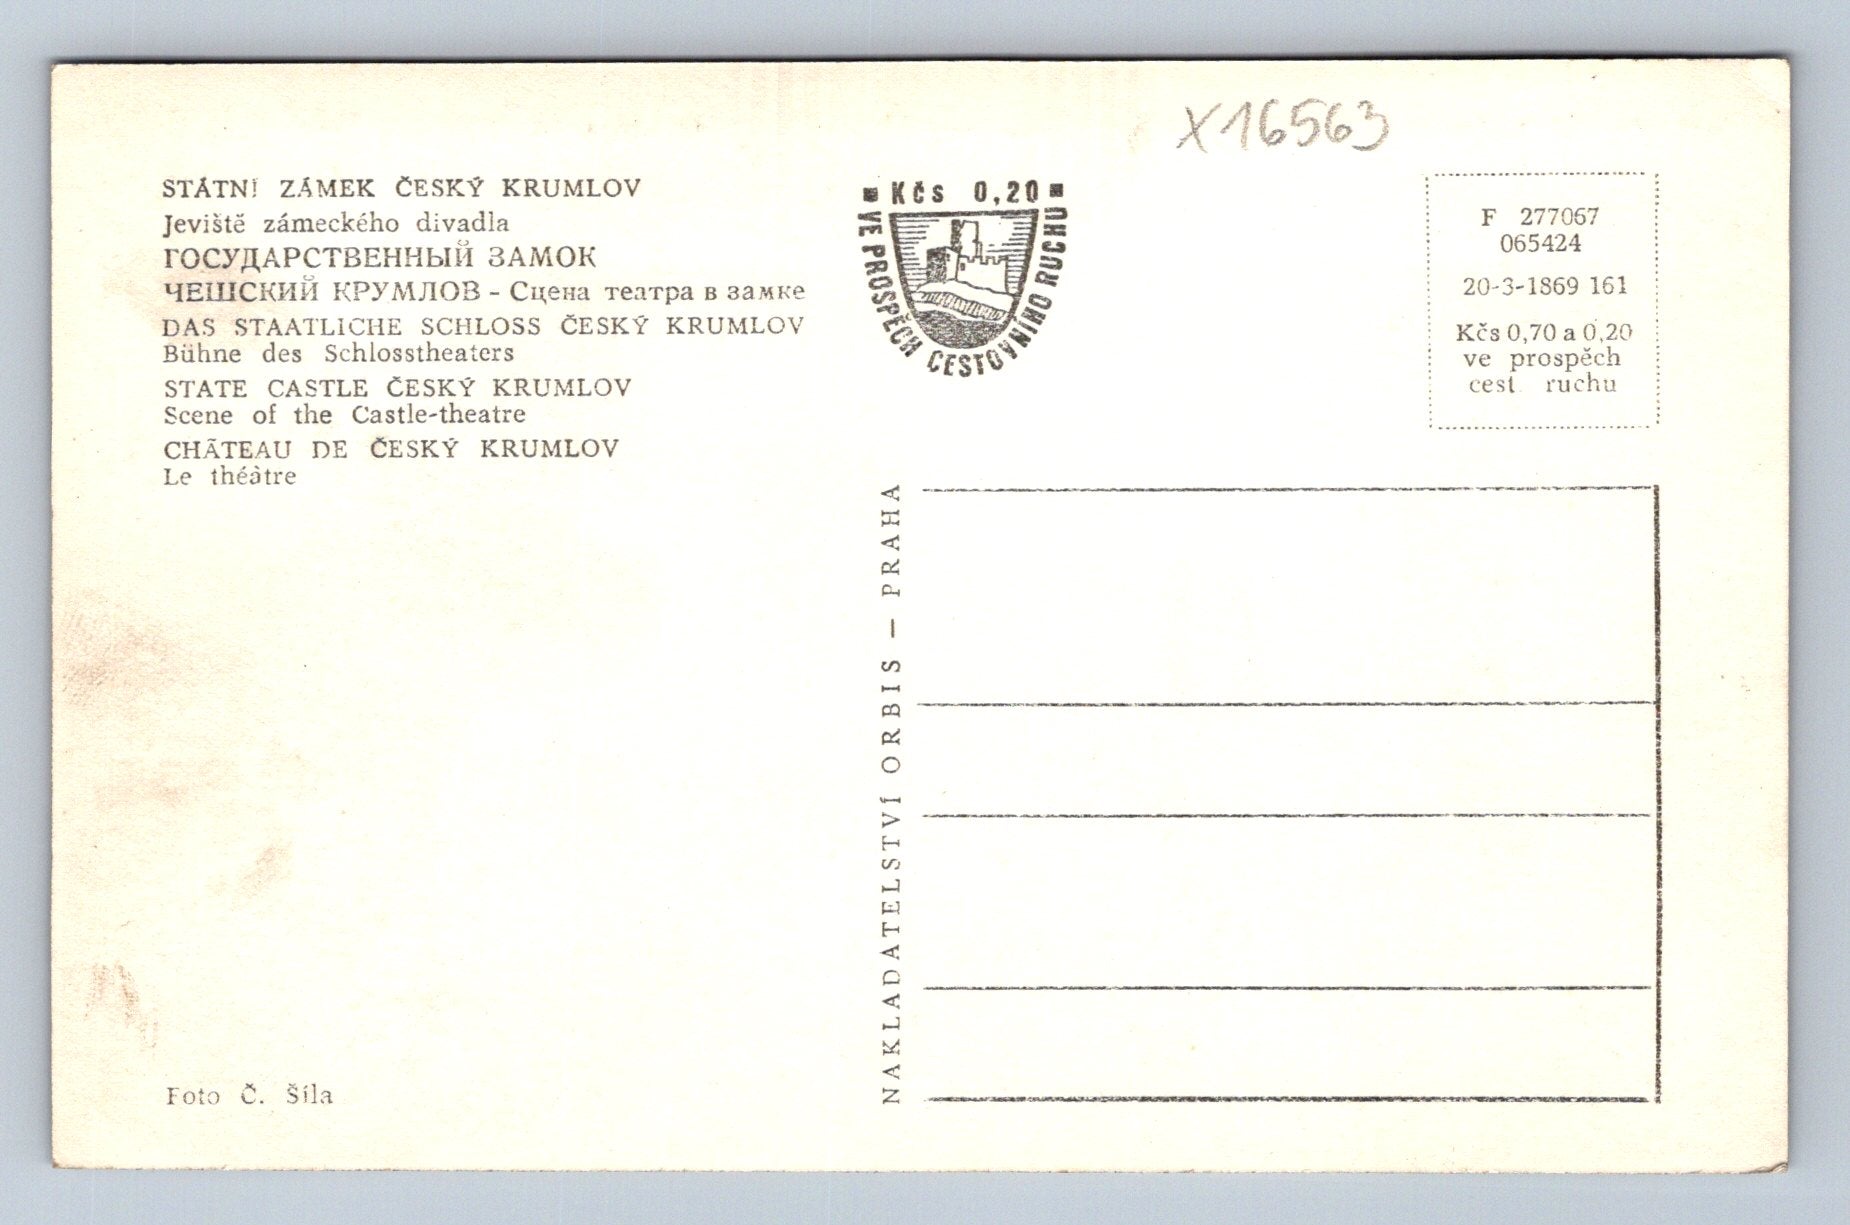 X16563
STÁTNÍ ZÁMEK ČESKÝ KRUMLOV
Jeviště zámeckého divadla
ГОСУДАРСТВЕННЫЙ ЗАМОК
ЧЕШСКИЙ КРУМЛОВ - Сцена театра в замке
DAS STAATLICHE SCHLOSS ČESKÝ KRUMLOV
Bühne des Schlosstheaters
STATE CASTLE ČESKÝ KRUMLOV
Scene of the Castle-theatre
CHÂTEAU DE ČESKÝ KRUMLOV
Le théâtre
Foto Č. Šíla
Kčs 0,20
VE PROSPĚCH CESTOVNÍHO RUCHU
NAKLADATELSTVÍ ORBIS — PRAHA
F 277067
065424
20-3-1869 161
Kčs 0,70 a 0,20
ve prospěch
cest. ruchu